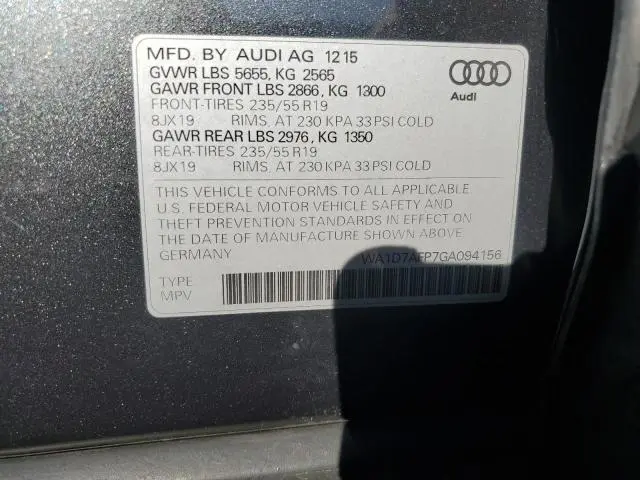 MFD. BY AUDI AG 12 15
GVWR LBS 5655, KG 2565
GAWR FRONT LBS 2866, KG 1300
FRONT-TIRES 235/55 R19
8JX19 RIMS, AT 230 KPA 33 PSI COLD
GAWR REAR LBS 2976, KG 1350
REAR-TIRES 235/55 R19
8JX19 RIMS, AT 230 KPA 33 PSI COLD
Audi
THIS VEHICLE CONFORMS TO ALL APPLICABLE
U.S. FEDERAL MOTOR VEHICLE SAFETY AND
THEFT PREVENTION STANDARDS IN EFFECT ON
THE DATE OF MANUFACTURE SHOWN ABOVE
GERMANY WA1D7AFP7GA094156
TYPE
MPV